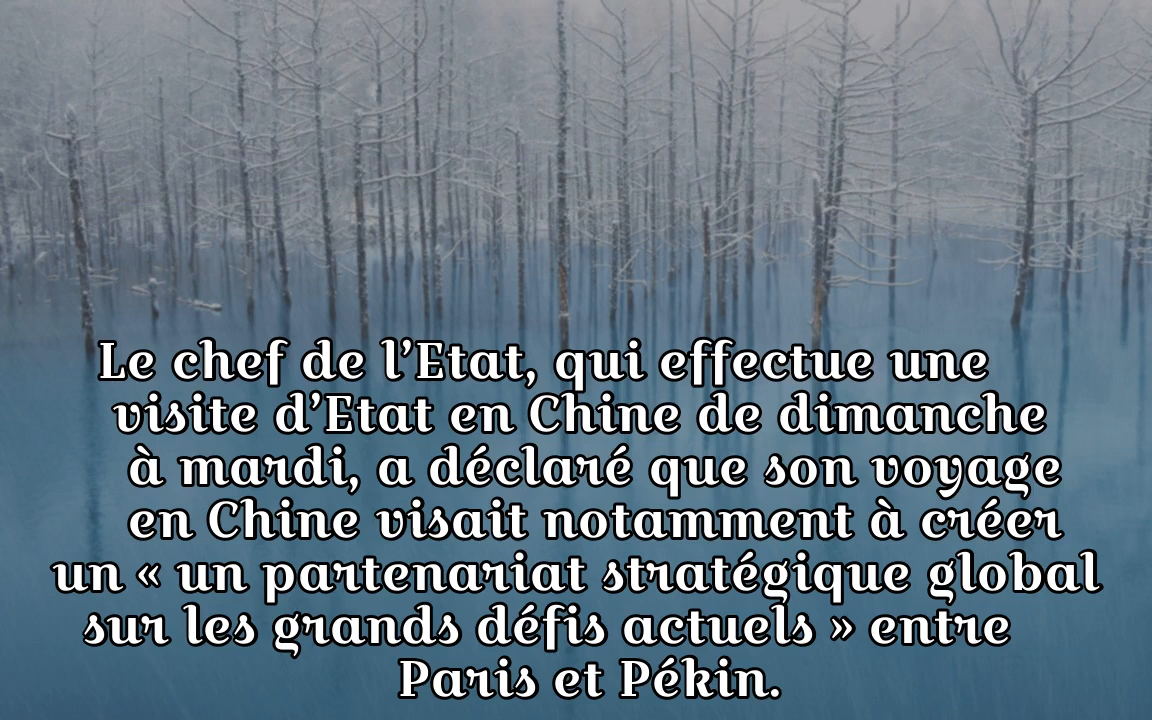 Le chef de l’Etat, qui effectue une
visite d’Etat en Chine de dimanche
à mardi, a déclaré que son voyage
en Chine visait notamment à créer
un « un partenariat stratégique global
sur les grands défis actuels » entre
Paris et Pékin.